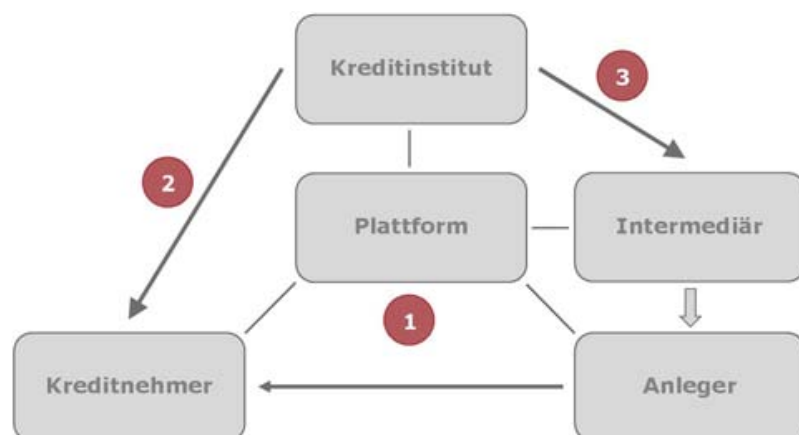 Kreditinstitut
3
2
Plattform
Intermediär
1
Kreditnehmer
Anleger